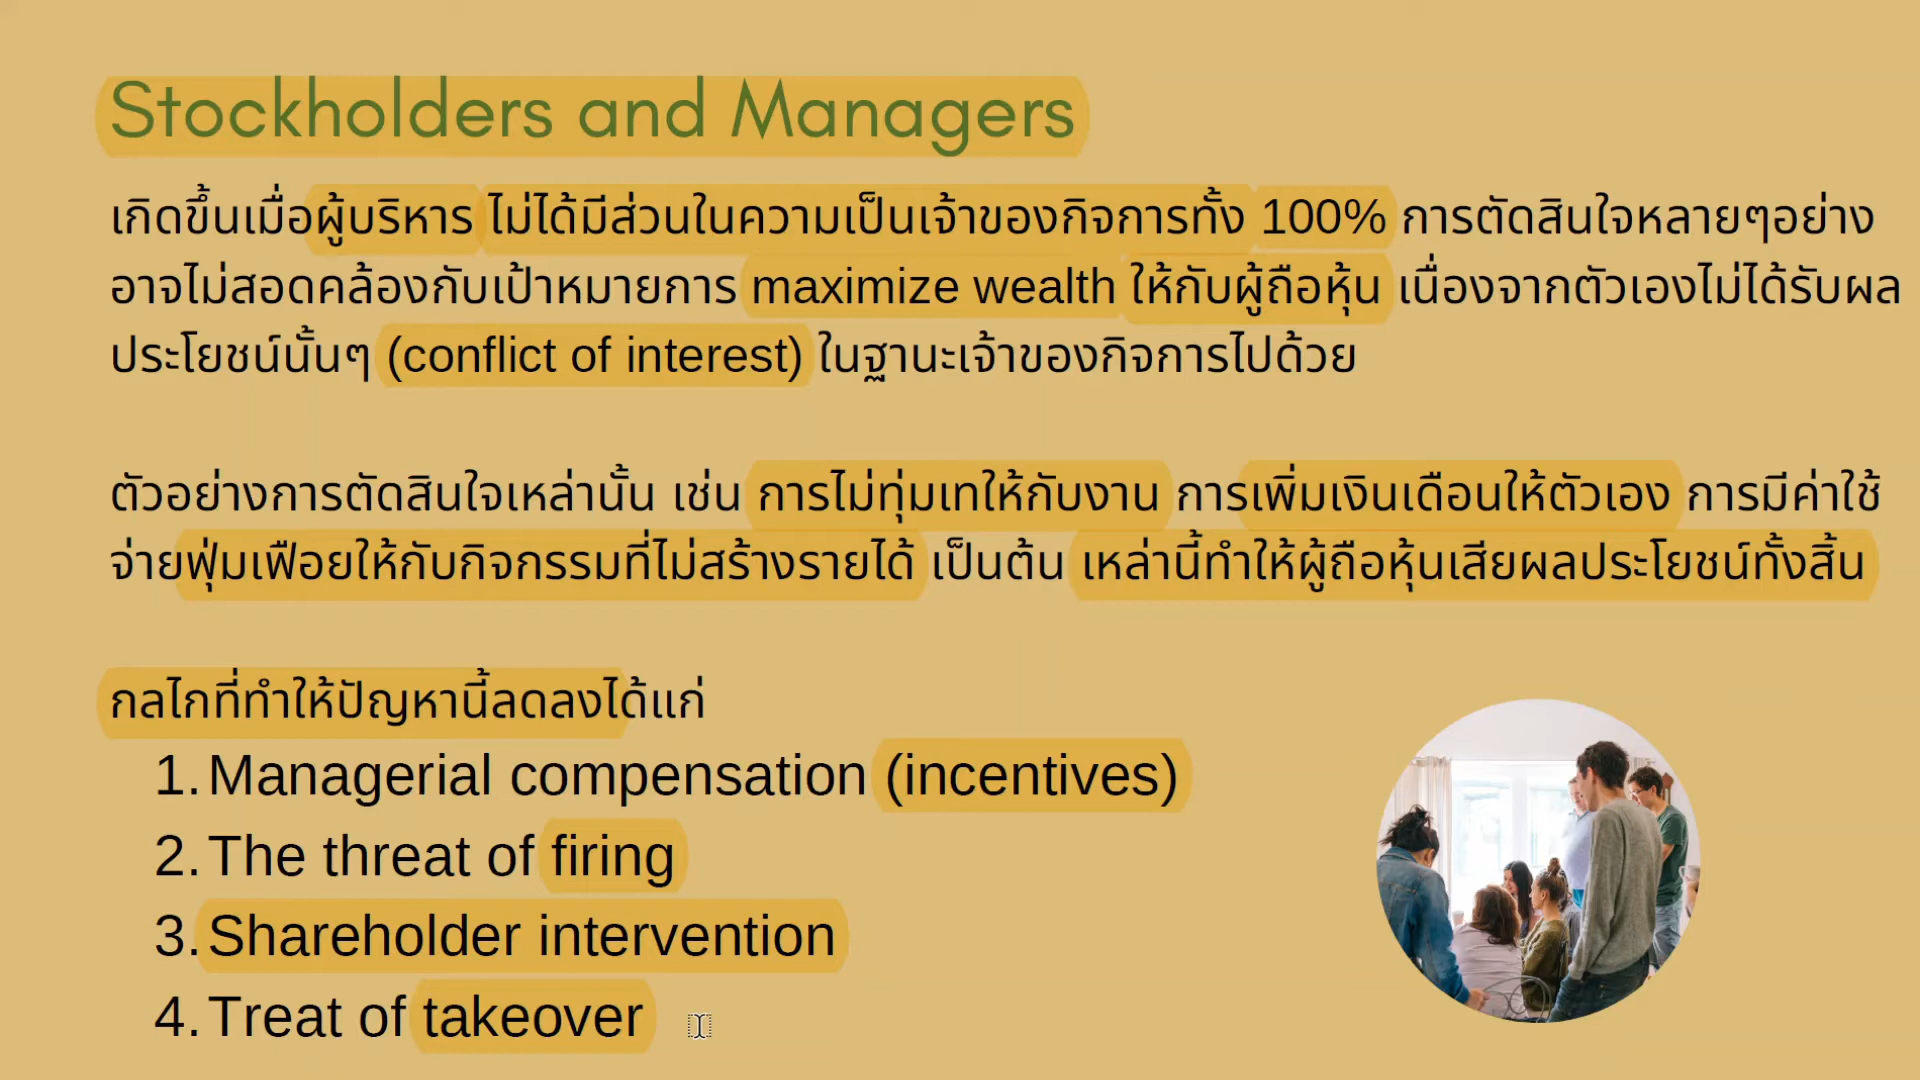 Stockholders and Managers
เกิดขึ้นเมื่อผู้บริหาร ไม่ได้มีส่วนในความเป็นเจ้าของกิจการทั้ง 100% การตัดสินใจหลายๆอย่าง
อาจไม่สอดคล้องกับเป้าหมายการ maximize wealth ให้กับผู้ถือหุ้น เนื่องจากตัวเองไม่ได้รับผล
ประโยชน์นั้นๆ (conflict of interest) ในฐานะเจ้าของกิจการไปด้วย
ตัวอย่างการตัดสินใจเหล่านั้น เช่น การไม่ทุ่มเทให้กับงาน การเพิ่มเงินเดือนให้ตัวเอง การมีค่าใช้
จ่ายฟุ่มเฟือยให้กับกิจกรรมที่ไม่สร้างรายได้ เป็นต้น เหล่านี้ทำให้ผู้ถือหุ้นเสียผลประโยชน์ทั้งสิ้น
กลไกที่ทำให้ปัญหานี้ลดลงได้แก่
1. Managerial compensation (incentives)
2. The threat of firing
3. Shareholder intervention
4. Treat of takeover